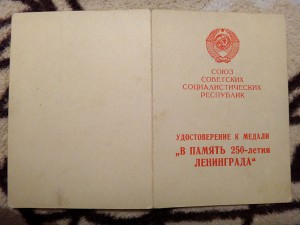 СОЮЗ
СОВЕТСКИХ
СОЦИАЛИСТИЧЕСКИХ
РЕСПУБЛИК
УДОСТОВЕРЕНИЕ К МЕДАЛИ
„В ПАМЯТЬ 250-летия
ЛЕНИНГРАДА“